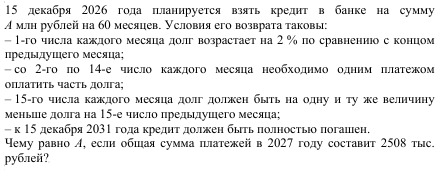 15 декабря 2026 года планируется взять кредит в банке на сумму
A млн рублей на 60 месяцев. Условия его возврата таковы:
– 1-го числа каждого месяца долг возрастает на 2 % по сравнению с концом
предыдущего месяца;
– со 2-го по 14-е число каждого месяца необходимо одним платежом
оплатить часть долга;
– 15-го числа каждого месяца долг должен быть на одну и ту же величину
меньше долга на 15-е число предыдущего месяца;
– к 15 декабря 2031 года кредит должен быть полностью погашен.
Чему равно A, если общая сумма платежей в 2027 году составит 2508 тыс.
рублей?